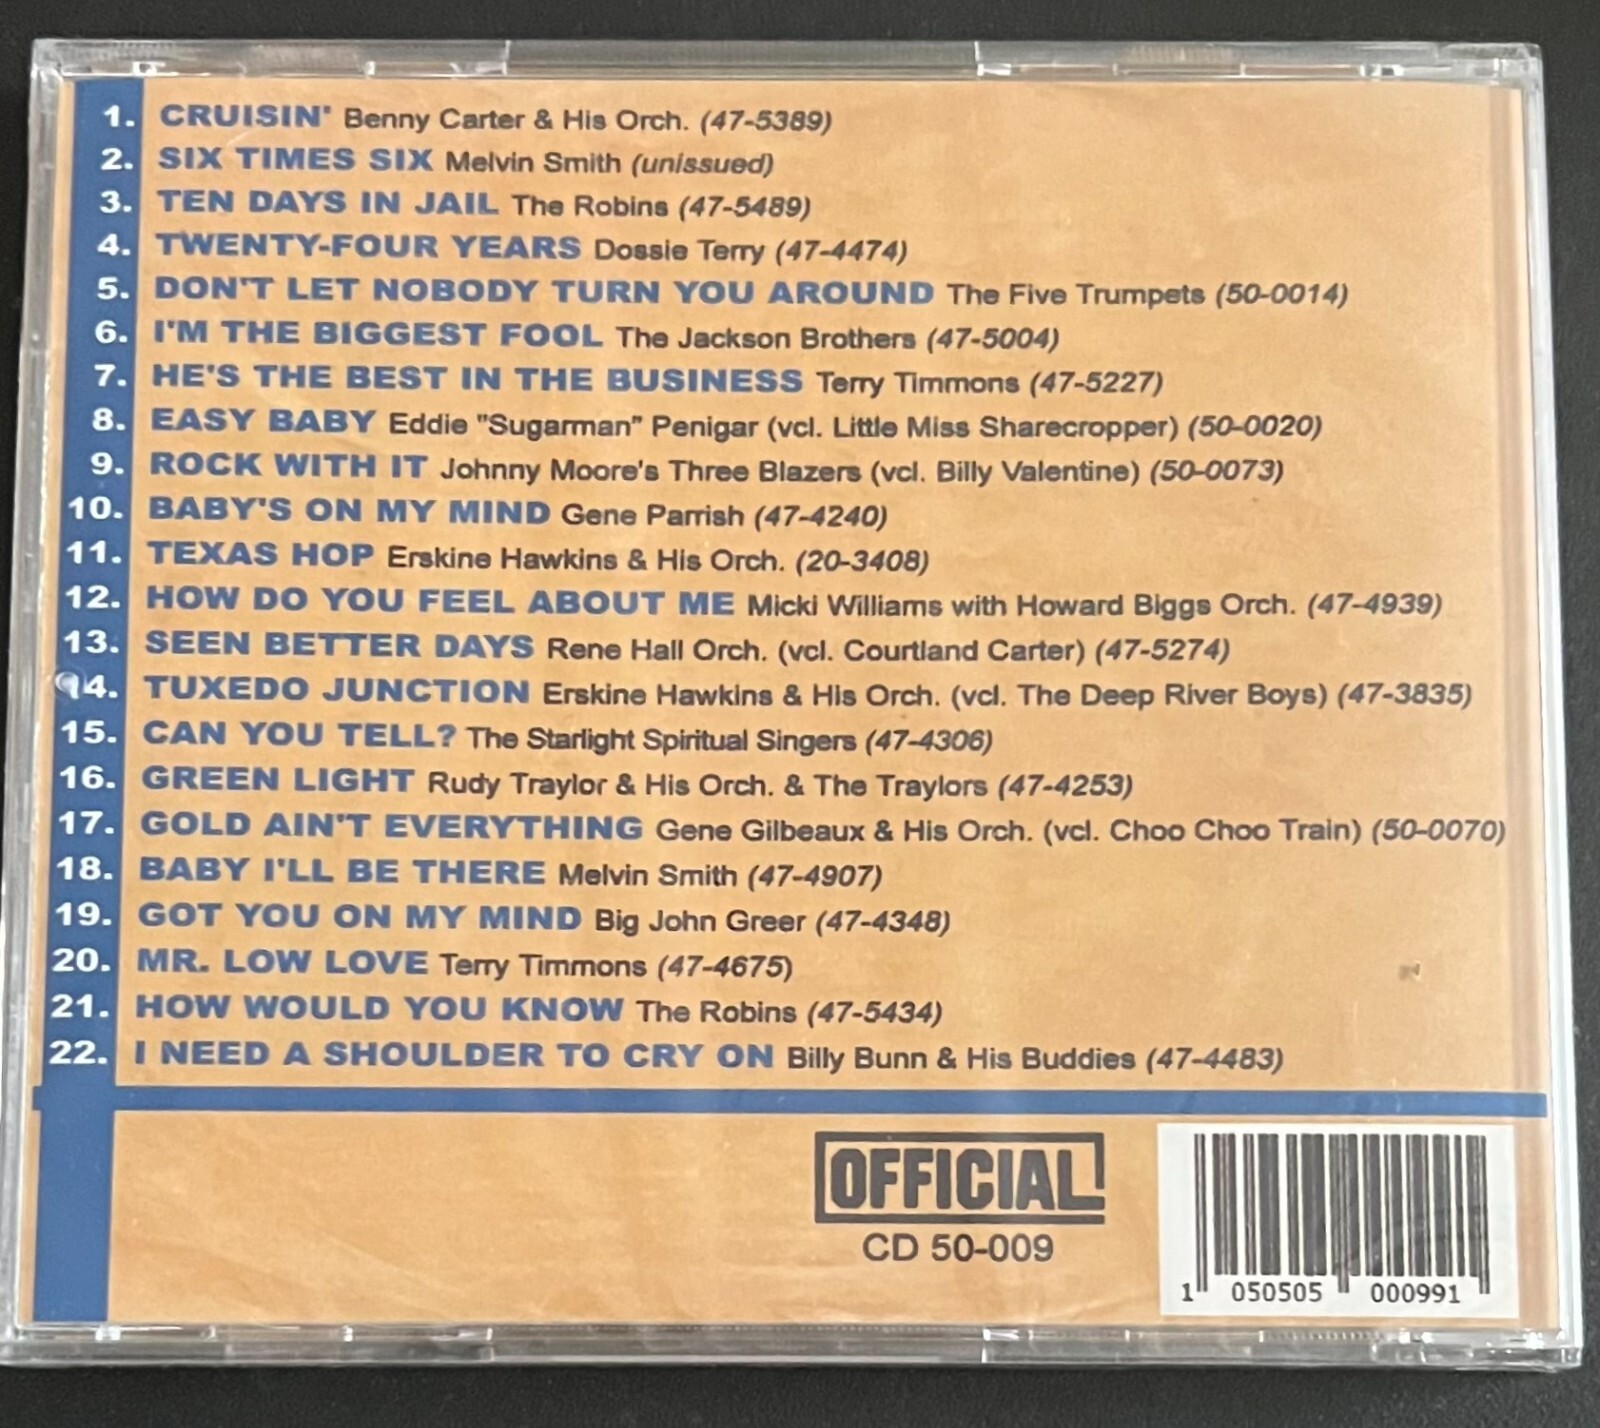 1. CRUISIN' Benny Carter & His Orch. (47-5389)
2. SIX TIMES SIX Melvin Smith (unissued)
3. TEN DAYS IN JAIL The Robins (47-5489)
4. TWENTY-FOUR YEARS Dossie Terry (47-4474)
5. DON'T LET NOBODY TURN YOU AROUND The Five Trumpets (50-0014)
6. I'M THE BIGGEST FOOL The Jackson Brothers (47-5004)
7. HE'S THE BEST IN THE BUSINESS Terry Timmons (47-5227)
8. EASY BABY Eddie "Sugarman" Penigar (vcl. Little Miss Sharecropper) (50-0020)
9. ROCK WITH IT Johnny Moore's Three Blazers (vcl. Billy Valentine) (50-0073)
10. BABY'S ON MY MIND Gene Parrish (47-4240)
11. TEXAS HOP Erskine Hawkins & His Orch. (20-3408)
12. HOW DO YOU FEEL ABOUT ME Micki Williams with Howard Biggs Orch. (47-4939)
13. SEEN BETTER DAYS Rene Hall Orch. (vcl. Courtland Carter) (47-5274)
14. TUXEDO JUNCTION Erskine Hawkins & His Orch. (vcl. The Deep River Boys) (47-3835)
15. CAN YOU TELL? The Starlight Spiritual Singers (47-4306)
16. GREEN LIGHT Rudy Traylor & His Orch. & The Traylors (47-4253)
17. GOLD AIN'T EVERYTHING Gene Gilbeaux & His Orch. (vcl. Choo Choo Train) (50-0070)
18. BABY I'LL BE THERE Melvin Smith (47-4907)
19. GOT YOU ON MY MIND Big John Greer (47-4348)
20. MR. LOW LOVE Terry Timmons (47-4675)
21. HOW WOULD YOU KNOW The Robins (47-5434)
22. I NEED A SHOULDER TO CRY ON Billy Bunn & His Buddies (47-4483)
OFFICIAL!
CD 50-009
1 050505 000991